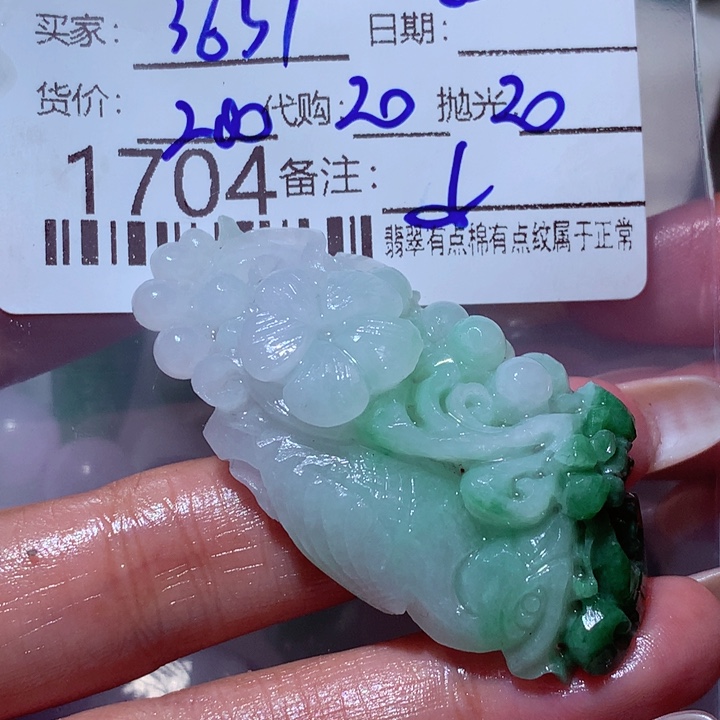 买家: 3651 日期:
货价: 200 代购: 20 抛光 20
1704 备注:
翡翠有点棉有点纹属于正常